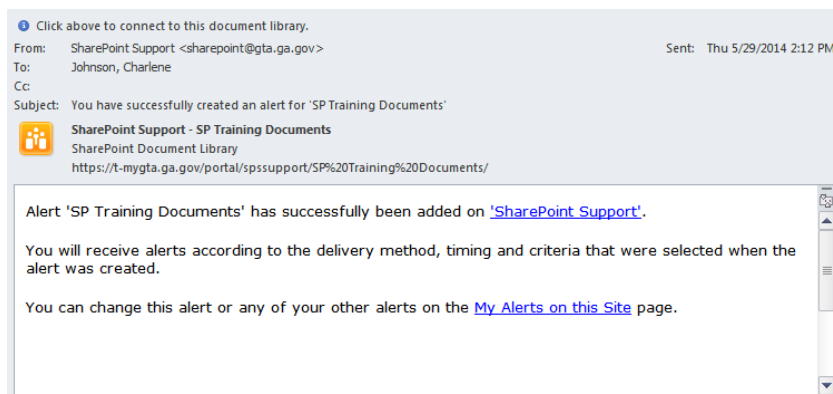 Click above to connect to this document library.
From: SharePoint Support <sharepoint@gta.ga.gov> Sent: Thu 5/29/2014 2:12 PM
To: Johnson, Charlene
Cc:
Subject: You have successfully created an alert for 'SP Training Documents'
SharePoint Support - SP Training Documents
SharePoint Document Library
https://t-mygta.ga.gov/portal/spssupport/SP%20Training%20Documents/
Alert 'SP Training Documents' has successfully been added on 'SharePoint Support'.
You will receive alerts according to the delivery method, timing and criteria that were selected when the
alert was created.
You can change this alert or any of your other alerts on the My Alerts on this Site page.